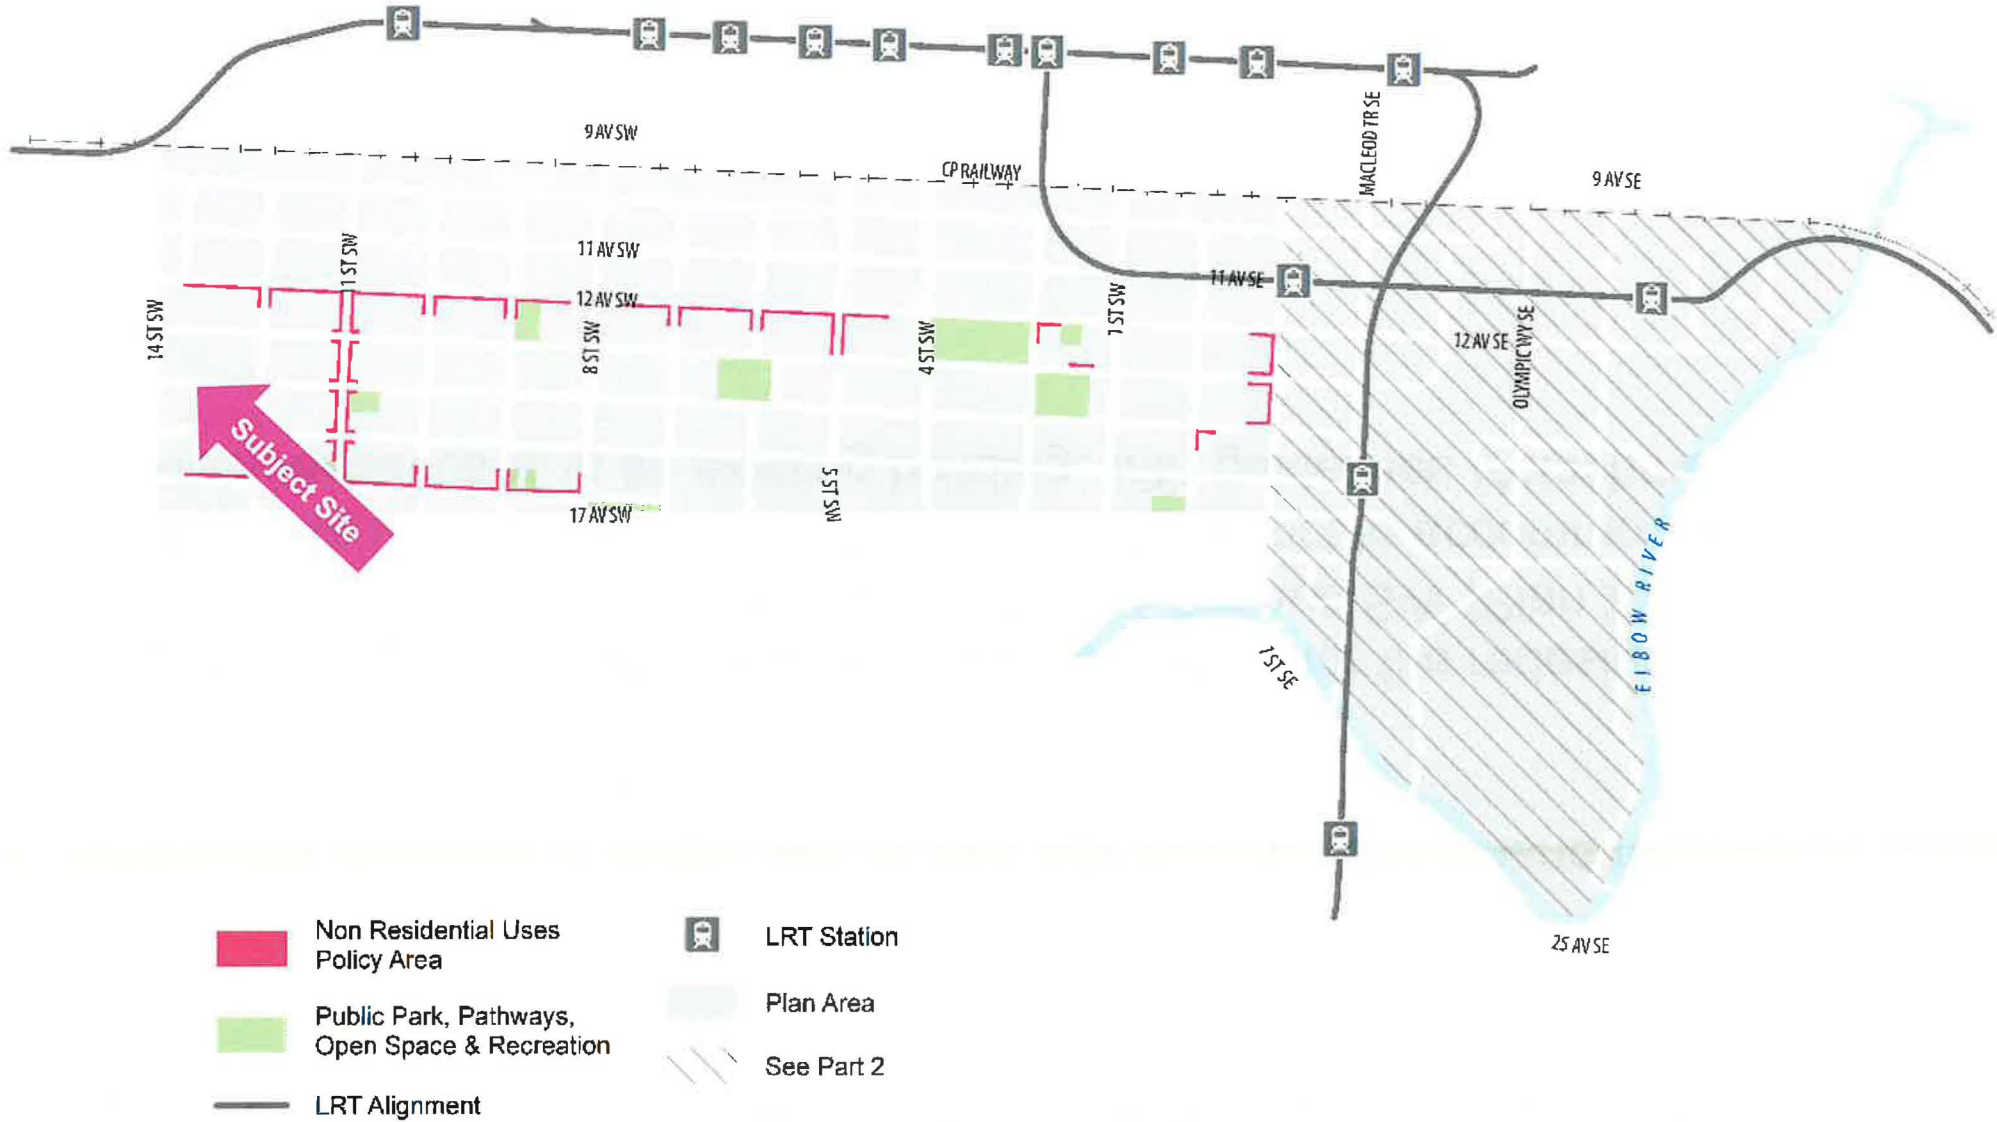 MACLEOD TR SE
9 AV SW
CP RAILWAY
9 AV SE
11 ST SW
11 AV SW
11 AV SE
12 AV SW
14 ST SW
8 ST SW
4 ST SW
1 ST SW
12 AV SE
OLYMPIC WY SE
Subject Site
5 ST SW
17 AV SW
ELBOW RIVER
1 ST SE
25 AV SE
Non Residential Uses
Policy Area
Public Park, Pathways,
Open Space & Recreation
LRT Alignment
LRT Station
Plan Area
See Part 2